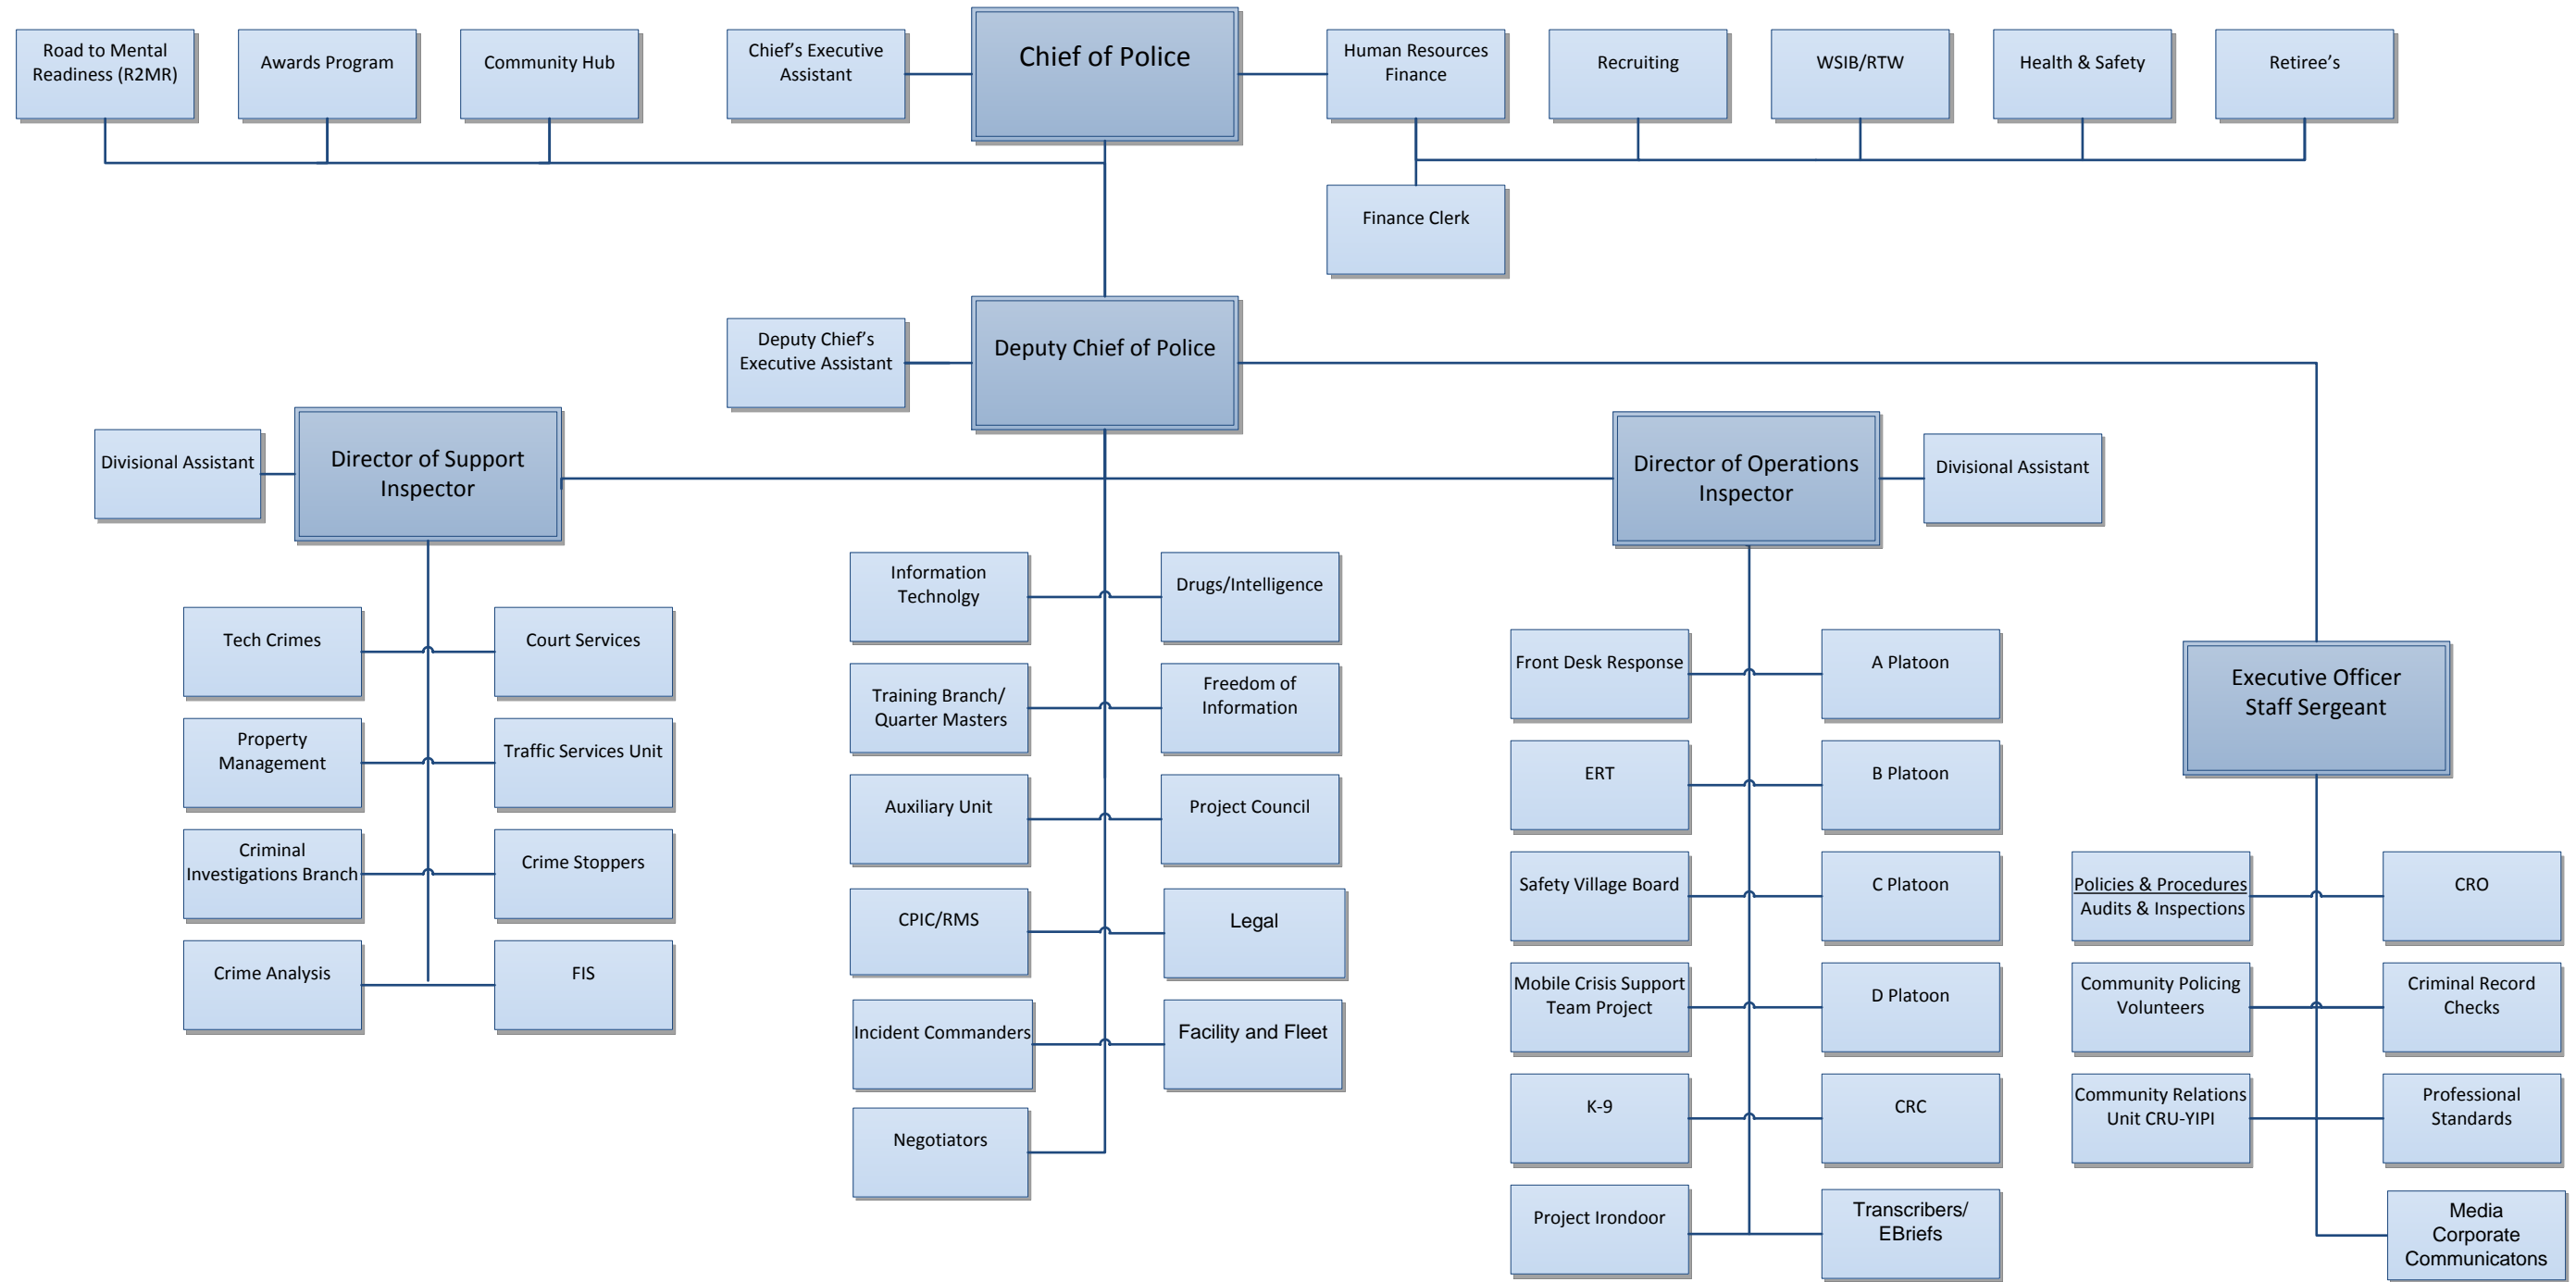 Road to Mental
Readiness (R2MR)
Awards Program
Community Hub
Chief's Executive
Assistant
Chief of Police
Human Resources
Finance
Recruiting
WSIB/RTW
Health & Safety
Retiree's
Finance Clerk
Deputy Chief's
Executive Assistant
Deputy Chief of Police
Divisional Assistant
Director of Support
Inspector
Director of Operations
Inspector
Divisional Assistant
Tech Crimes
Court Services
Property
Management
Traffic Services Unit
Criminal
Investigations Branch
Crime Stoppers
Crime Analysis
FIS
Information
Technolgy
Drugs/Intelligence
Training Branch/
Quarter Masters
Freedom of
Information
Auxiliary Unit
Project Council
CPIC/RMS
Legal
Incident Commanders
Facility and Fleet
Negotiators
Front Desk Response
A Platoon
ERT
B Platoon
Safety Village Board
C Platoon
Mobile Crisis Support
Team Project
D Platoon
K-9
CRC
Project Irondoor
Transcribers/
EBriefs
Executive Officer
Staff Sergeant
Policies & Procedures
Audits & Inspections
CRO
Community Policing
Volunteers
Criminal Record
Checks
Community Relations
Unit CRU-YIPI
Professional
Standards
Media
Corporate
Communicatons